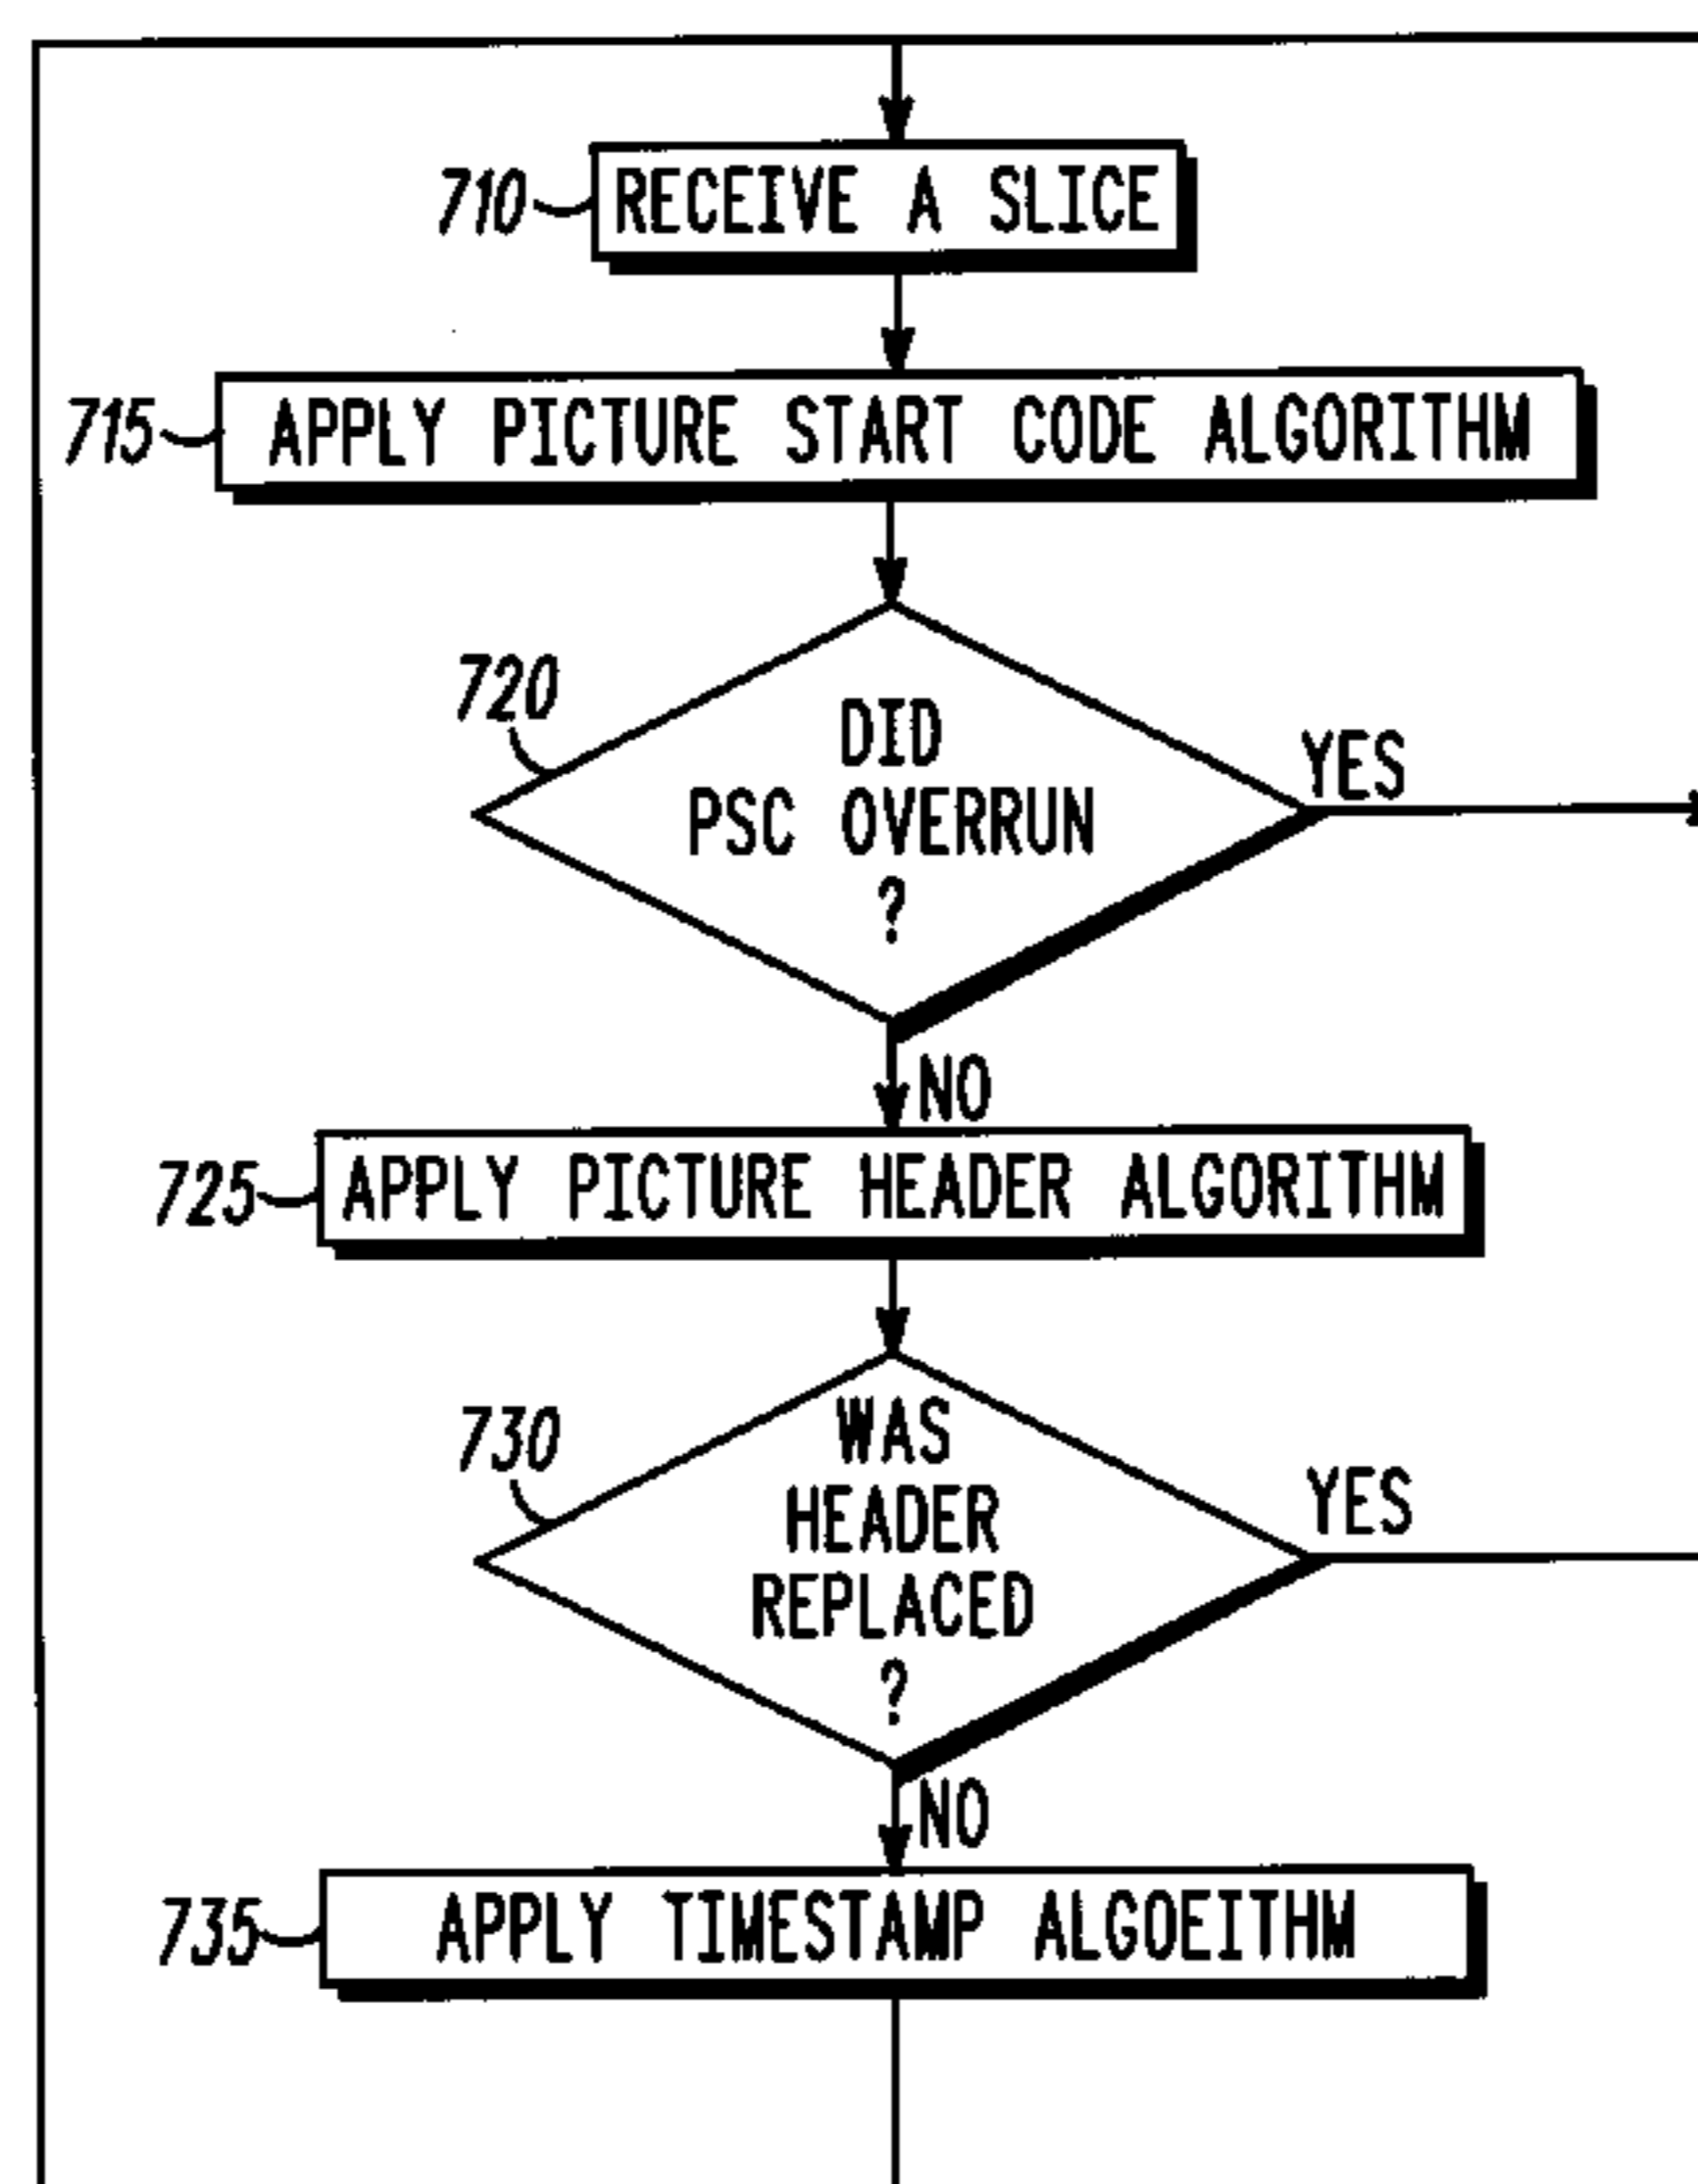 710 RECEIVE A SLICE
715 APPLY PICTURE START CODE ALGORITHM
720
DID
PSC OVERRUN
?
YES
NO
725 APPLY PICTURE HEADER ALGORITHM
730
WAS
HEADER
REPLACED
?
YES
NO
735 APPLY TIMESTAMP ALGOEITHM